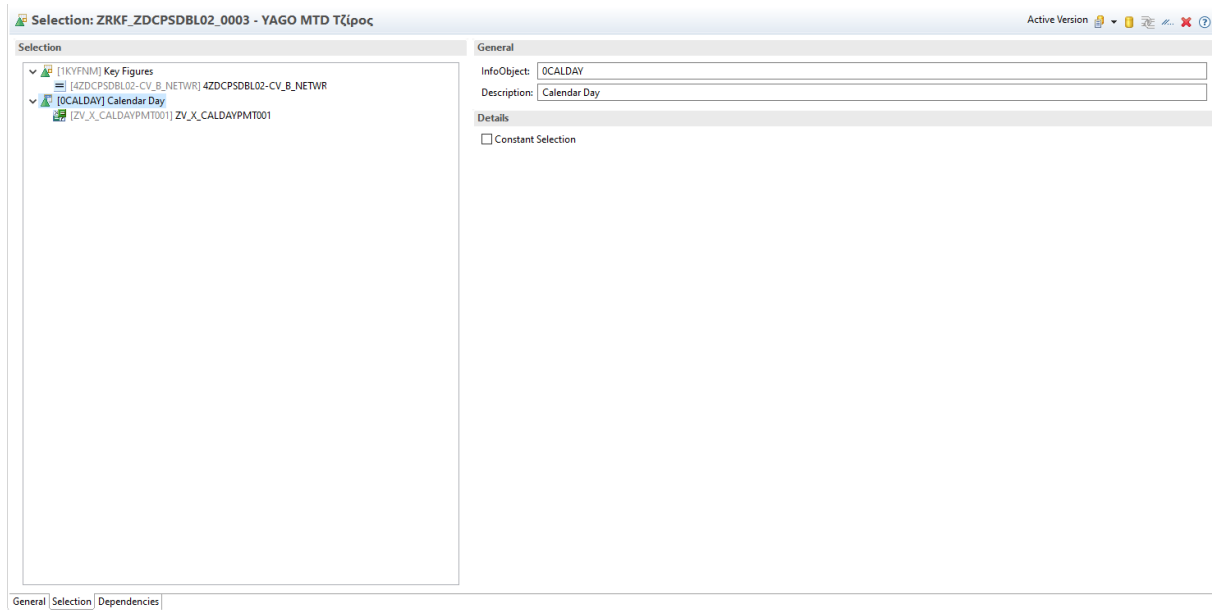 Selection: ZRKF_ZDCPSDBL02_0003 - YAGO MTD Τζίρος
Active Version
Selection
[1KYFNM] Key Figures
[4ZDCPSDBL02-CV_B_NETWR] 4ZDCPSDBL02-CV_B_NETWR
[0CALDAY] Calendar Day
[ZV_X_CALDAYPMT001] ZV_X_CALDAYPMT001
General
InfoObject: 0CALDAY
Description: Calendar Day
Details
Constant Selection
General Selection Dependencies